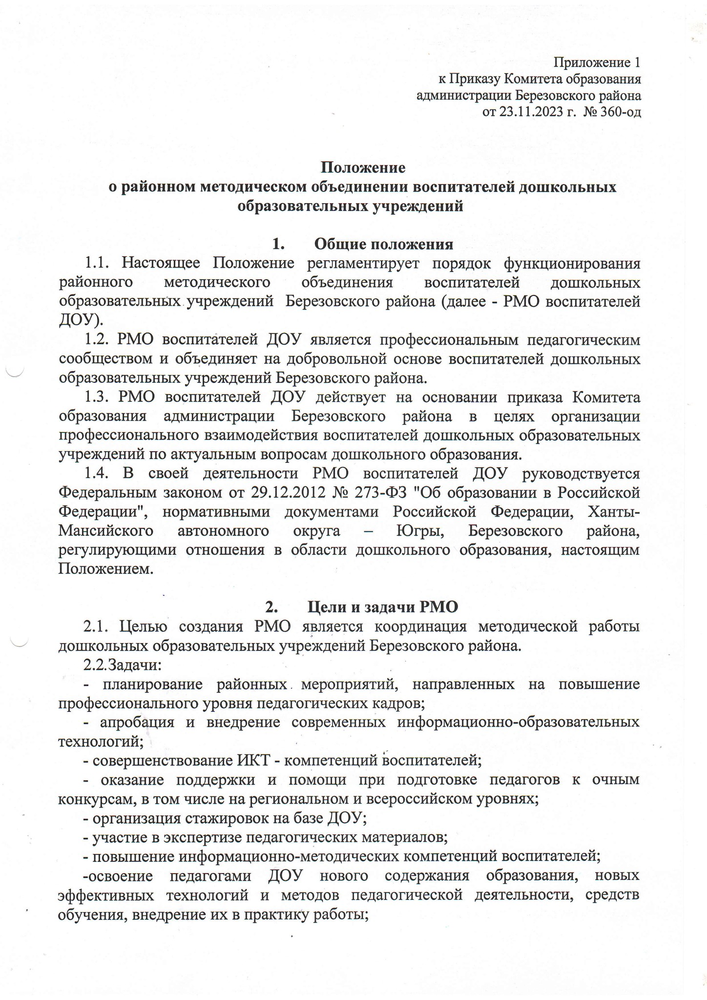 Приложение 1
к Приказу Комитета образования
администрации Березовского района
от 23.11.2023 г. № 360-од
Положение
о районном методическом объединении воспитателей дошкольных
образовательных учреждений
1. Общие положения
1.1. Настоящее Положение регламентирует порядок функционирования
районного методического объединения воспитателей дошкольных
образовательных учреждений Березовского района (далее - РМО воспитателей
ДОУ).
1.2. РМО воспитателей ДОУ является профессиональным педагогическим
сообществом и объединяет на добровольной основе воспитателей дошкольных
образовательных учреждений Березовского района.
1.3. РМО воспитателей ДОУ действует на основании приказа Комитета
образования администрации Березовского района в целях организации
профессионального взаимодействия воспитателей дошкольных образовательных
учреждений по актуальным вопросам дошкольного образования.
1.4. В своей деятельности РМО воспитателей ДОУ руководствуется
Федеральным законом от 29.12.2012 № 273-ФЗ "Об образовании в Российской
Федерации", нормативными документами Российской Федерации, Ханты-
Мансийского автономного округа – Югры, Березовского района,
регулирующими отношения в области дошкольного образования, настоящим
Положением.
2. Цели и задачи РМО
2.1. Целью создания РМО является координация методической работы
дошкольных образовательных учреждений Березовского района.
2.2.Задачи:
- планирование районных мероприятий, направленных на повышение
профессионального уровня педагогических кадров;
- апробация и внедрение современных информационно-образовательных
технологий;
- совершенствование ИКТ - компетенций воспитателей;
- оказание поддержки и помощи при подготовке педагогов к очным
конкурсам, в том числе на региональном и всероссийском уровнях;
- организация стажировок на базе ДОУ;
- участие в экспертизе педагогических материалов;
- повышение информационно-методических компетенций воспитателей;
-освоение педагогами ДОУ нового содержания образования, новых
эффективных технологий и методов педагогической деятельности, средств
обучения, внедрение их в практику работы;